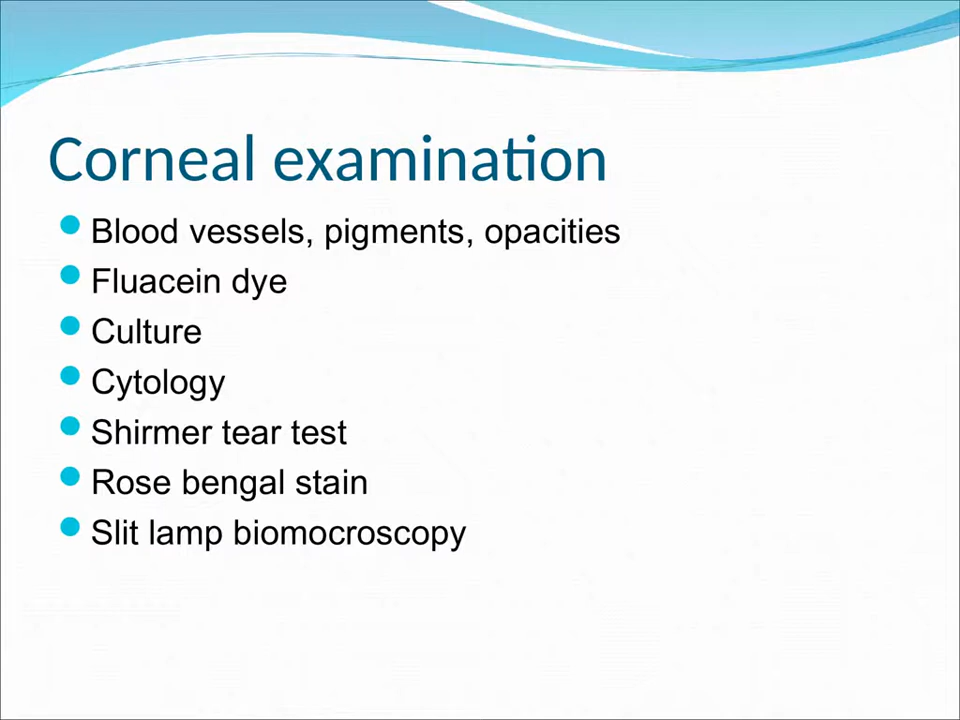 Corneal examination
Blood vessels, pigments, opacities
Fluacein dye
Culture
Cytology
Shirmer tear test
Rose bengal stain
Slit lamp biomocroscopy